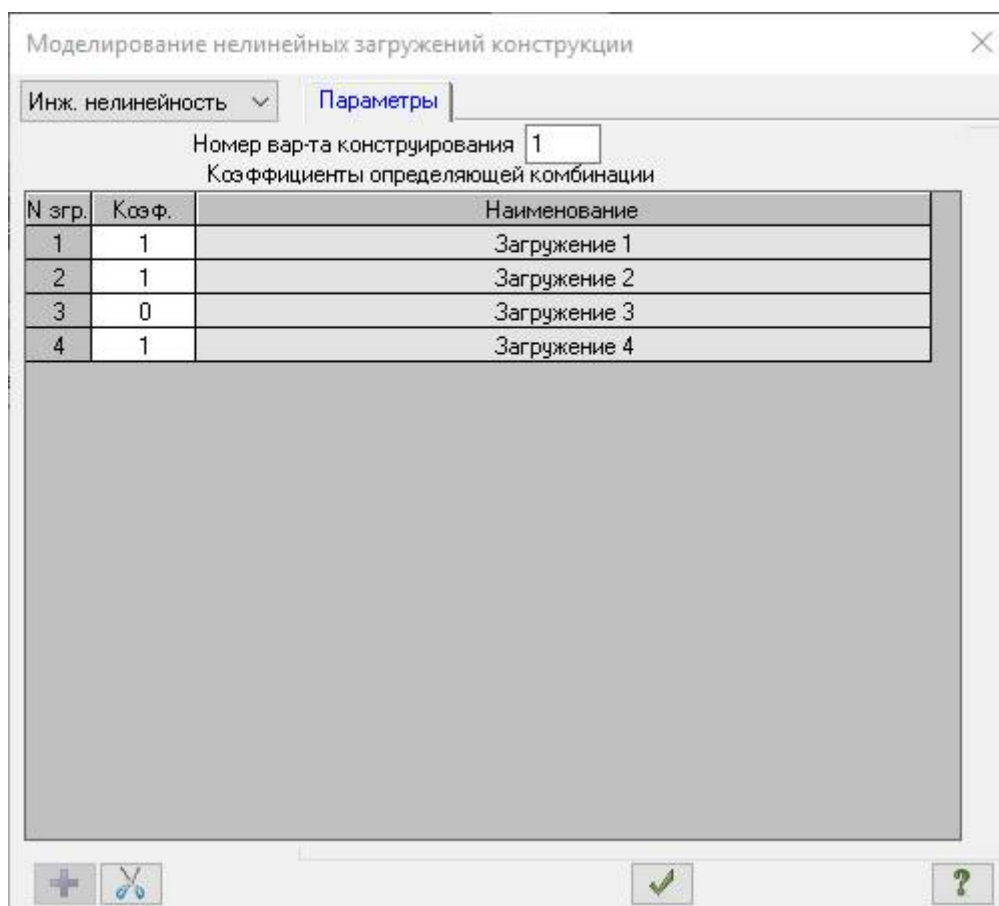 Моделирование нелинейных загружений конструкции
Инж. нелинейность Параметры
Номер вар-та конструирования 1
Коэффициенты определяющей комбинации
N згр. Коэф. Наименование
1 1 Загружение 1
2 1 Загружение 2
3 0 Загружение 3
4 1 Загружение 4